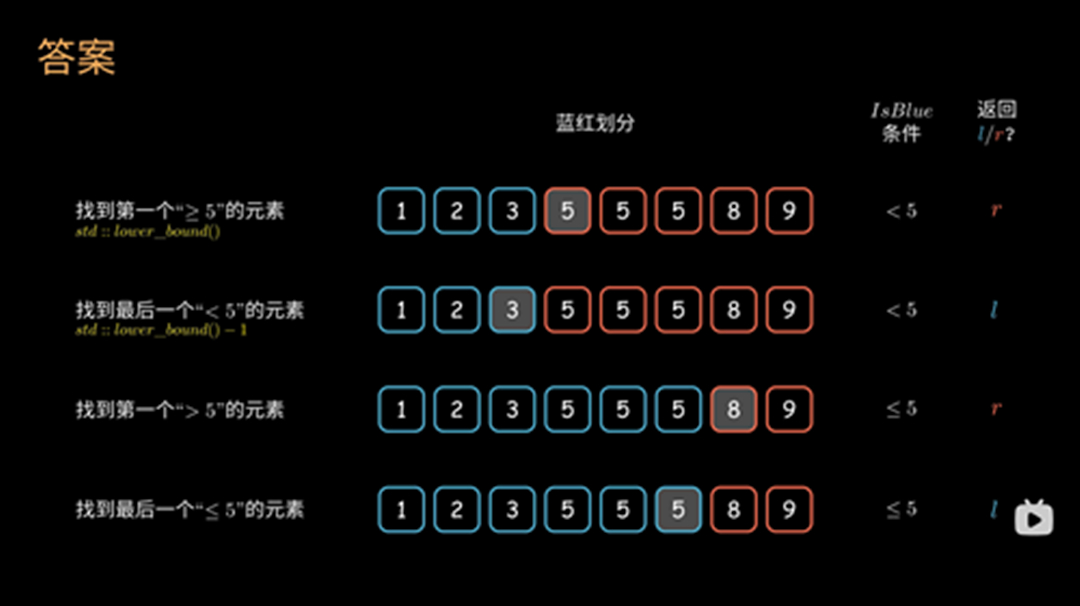 答案
蓝红划分
IsBlue
条件
返回
l/r?
找到第一个“≥ 5”的元素
std :: lower_bound()
1 2 3 5 5 5 8 9
< 5
r
找到最后一个“< 5”的元素
std :: lower_bound() − 1
1 2 3 5 5 5 8 9
< 5
l
找到第一个“> 5”的元素
1 2 3 5 5 5 8 9
≤ 5
r
找到最后一个“≤ 5”的元素
1 2 3 5 5 5 8 9
≤ 5
l